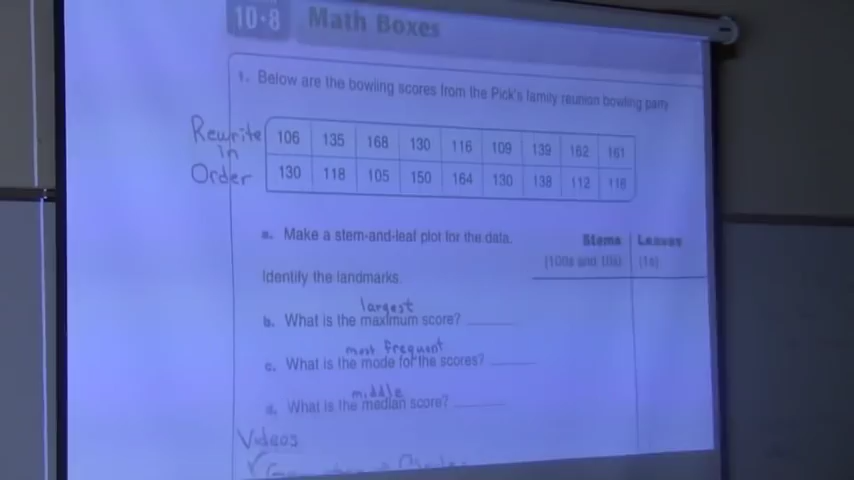 10•8 Math Boxes
1. Below are the bowling scores from the Pick's family reunion bowling party
Rewrite in Order
106 135 168 130 116 109 139 162 161
130 118 105 150 164 130 138 112 118
a. Make a stem-and-leaf plot for the data.
Stems Leaves
(100s and 10s) (1s)
Identify the landmarks.
largest
b. What is the maximum score?
most frequent
c. What is the mode for the scores?
middle
d. What is the median score?
Videos